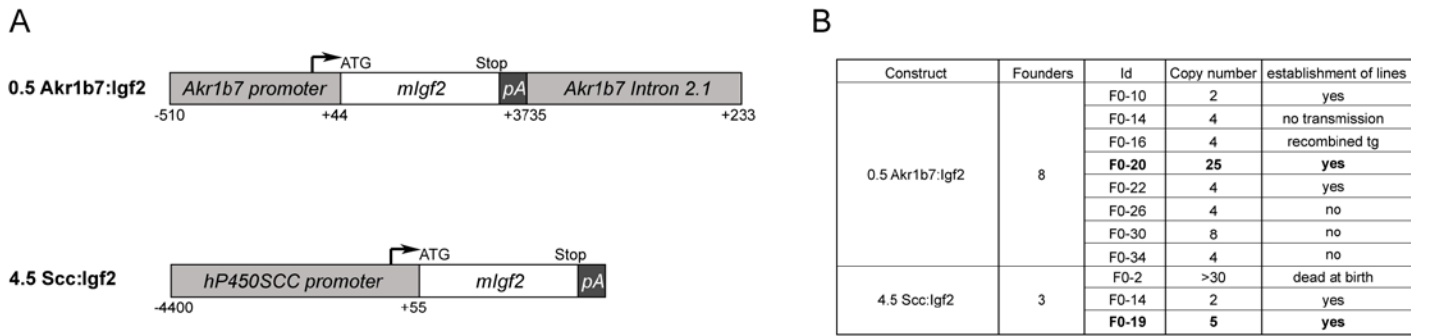 A
0.5 Akr1b7:Igf2
ATG Stop
Akr1b7 promoter mIgf2 pA Akr1b7 Intron 2.1
-510 +44 +3735 +233
4.5 Scc:Igf2
ATG Stop
hP450SCC promoter mIgf2 pA
-4400 +55
B
Construct Founders Id Copy number establishment of lines
0.5 Akr1b7:Igf2 8
F0-10 2 yes
F0-14 4 no transmission
F0-16 4 recombined tg
F0-20 25 yes
F0-22 4 yes
F0-26 4 no
F0-30 8 no
F0-34 4 no
4.5 Scc:Igf2 3
F0-2 >30 dead at birth
F0-14 2 yes
F0-19 5 yes